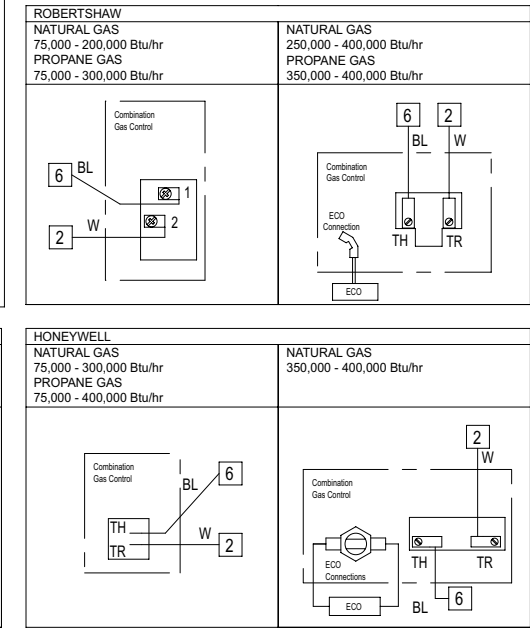 ROBERTSHAW
NATURAL GAS
75,000 - 200,000 Btu/hr
PROPANE GAS
75,000 - 300,000 Btu/hr
NATURAL GAS
250,000 - 400,000 Btu/hr
PROPANE GAS
350,000 - 400,000 Btu/hr
Combination
Gas Control
6 BL
1
2 W
2
6 2
BL W
Combination
Gas Control
ECO
Connection
TH TR
ECO
HONEYWELL
NATURAL GAS
75,000 - 300,000 Btu/hr
PROPANE GAS
75,000 - 400,000 Btu/hr
NATURAL GAS
350,000 - 400,000 Btu/hr
Combination
Gas Control
BL 6
TH
TR
W 2
2
W
Combination
Gas Control
ECO
Connections
TH TR
ECO
BL 6